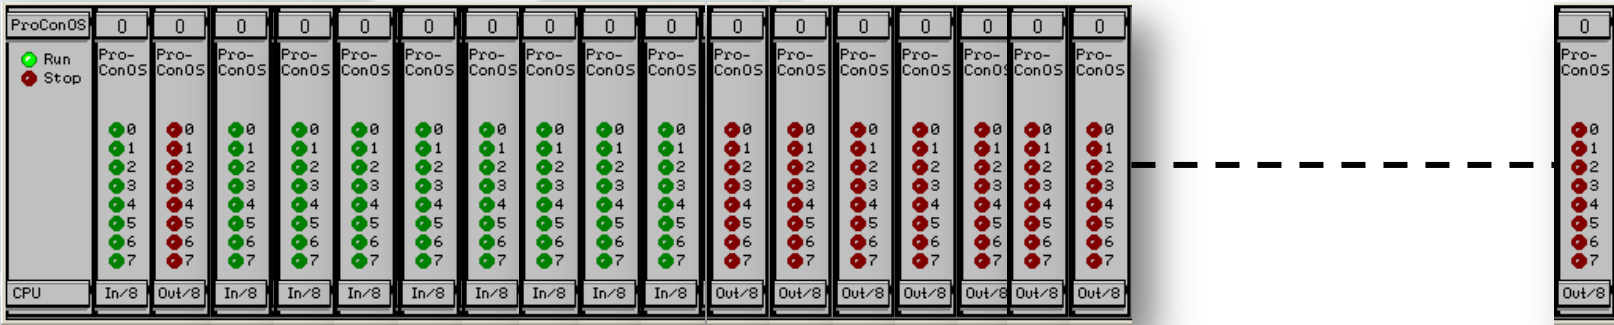 ProConOS 0 0 0 0 0 0 0 0 0 0 0 0 0 0 0 0 0 0
Pro- Pro- Pro- Pro- Pro- Pro- Pro- Pro- Pro- Pro- Pro- Pro- Pro- Pro- Pro- Pro- Pro- Pro-
Run
ConOS ConOS ConOS ConOS ConOS ConOS ConOS ConOS ConOS ConOS ConOS ConOS ConOS ConOS ConOS ConOS ConOS ConOS
Stop
0 0 0 0 0 0 0 0 0 0 0 0 0 0 0 0 0 0
1 1 1 1 1 1 1 1 1 1 1 1 1 1 1 1 1 1
2 2 2 2 2 2 2 2 2 2 2 2 2 2 2 2 2 2
3 3 3 3 3 3 3 3 3 3 3 3 3 3 3 3 3 3
4 4 4 4 4 4 4 4 4 4 4 4 4 4 4 4 4 4
5 5 5 5 5 5 5 5 5 5 5 5 5 5 5 5 5 5
6 6 6 6 6 6 6 6 6 6 6 6 6 6 6 6 6 6
7 7 7 7 7 7 7 7 7 7 7 7 7 7 7 7 7 7
CPU In/8 Out/8 In/8 In/8 In/8 In/8 In/8 In/8 In/8 In/8 Out/8 Out/8 Out/8 Out/8 Out/8 Out/8 Out/8 Out/8